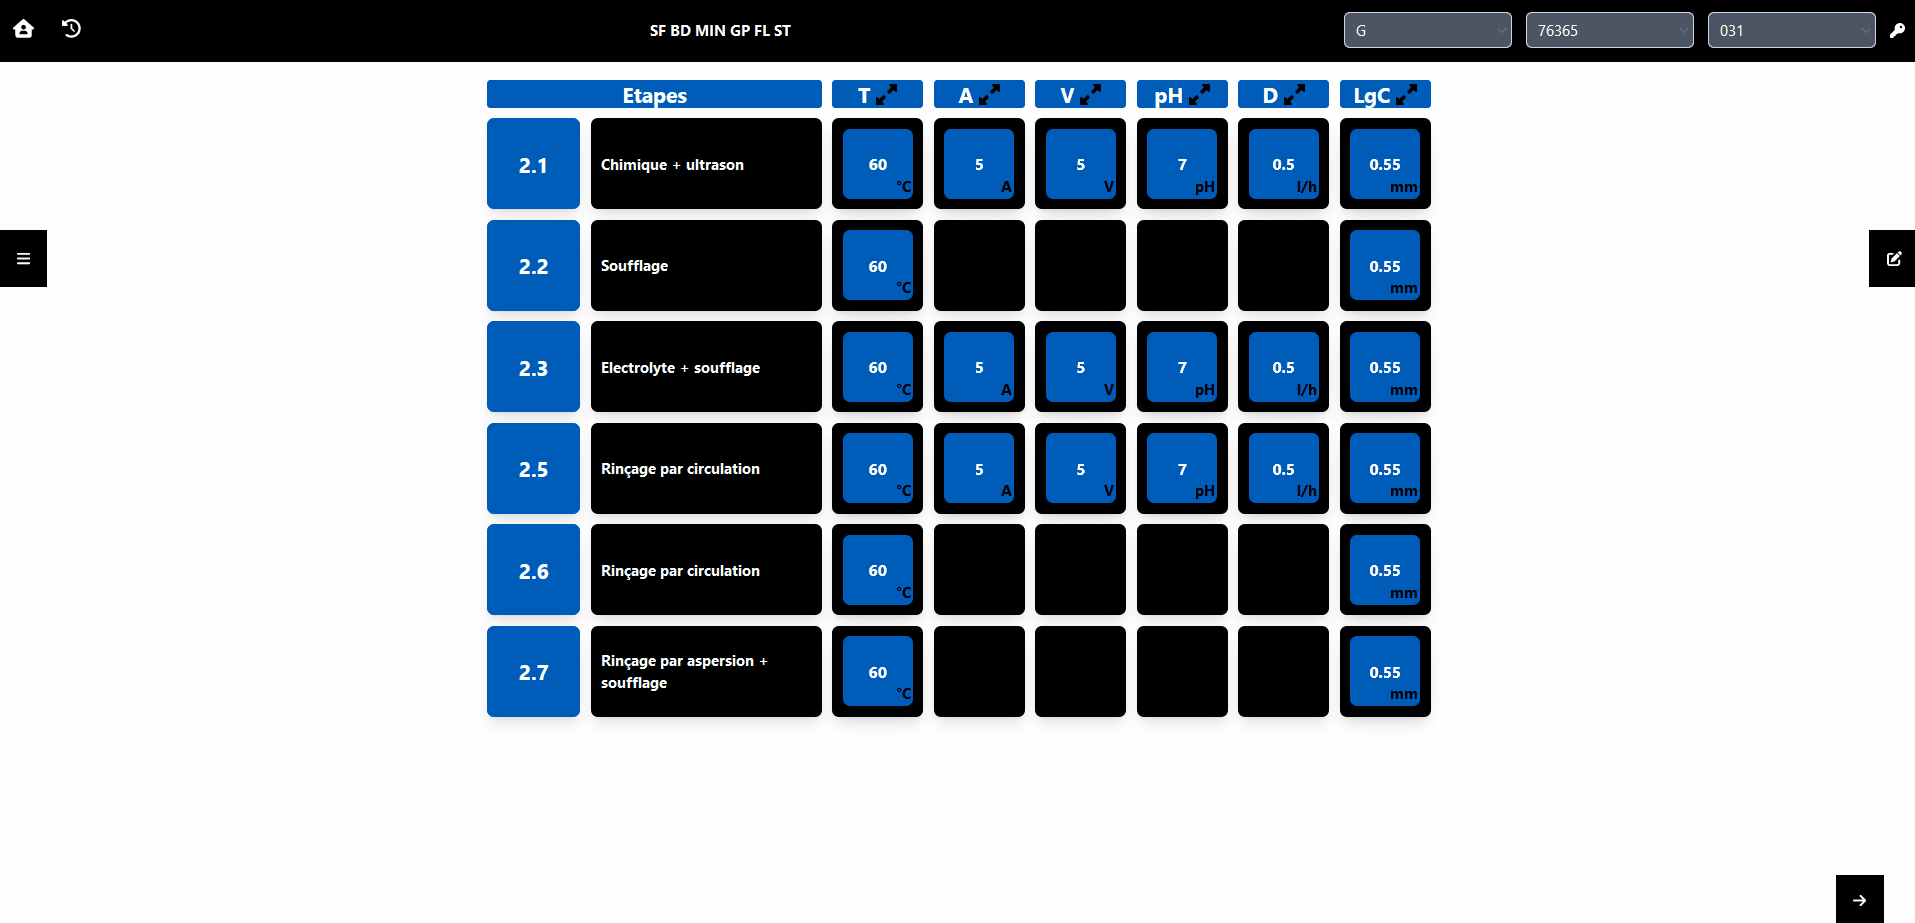 SF BD MIN GP FL ST
G
76365
031
Etapes T A V pH D LgC
2.1 Chimique + ultrason 60 °C 5 A 5 V 7 pH 0.5 l/h 0.55 mm
2.2 Soufflage 60 °C 0.55 mm
2.3 Electrolyte + soufflage 60 °C 5 A 5 V 7 pH 0.5 l/h 0.55 mm
2.5 Rinçage par circulation 60 °C 5 A 5 V 7 pH 0.5 l/h 0.55 mm
2.6 Rinçage par circulation 60 °C 0.55 mm
2.7 Rinçage par aspersion +
soufflage 60 °C 0.55 mm